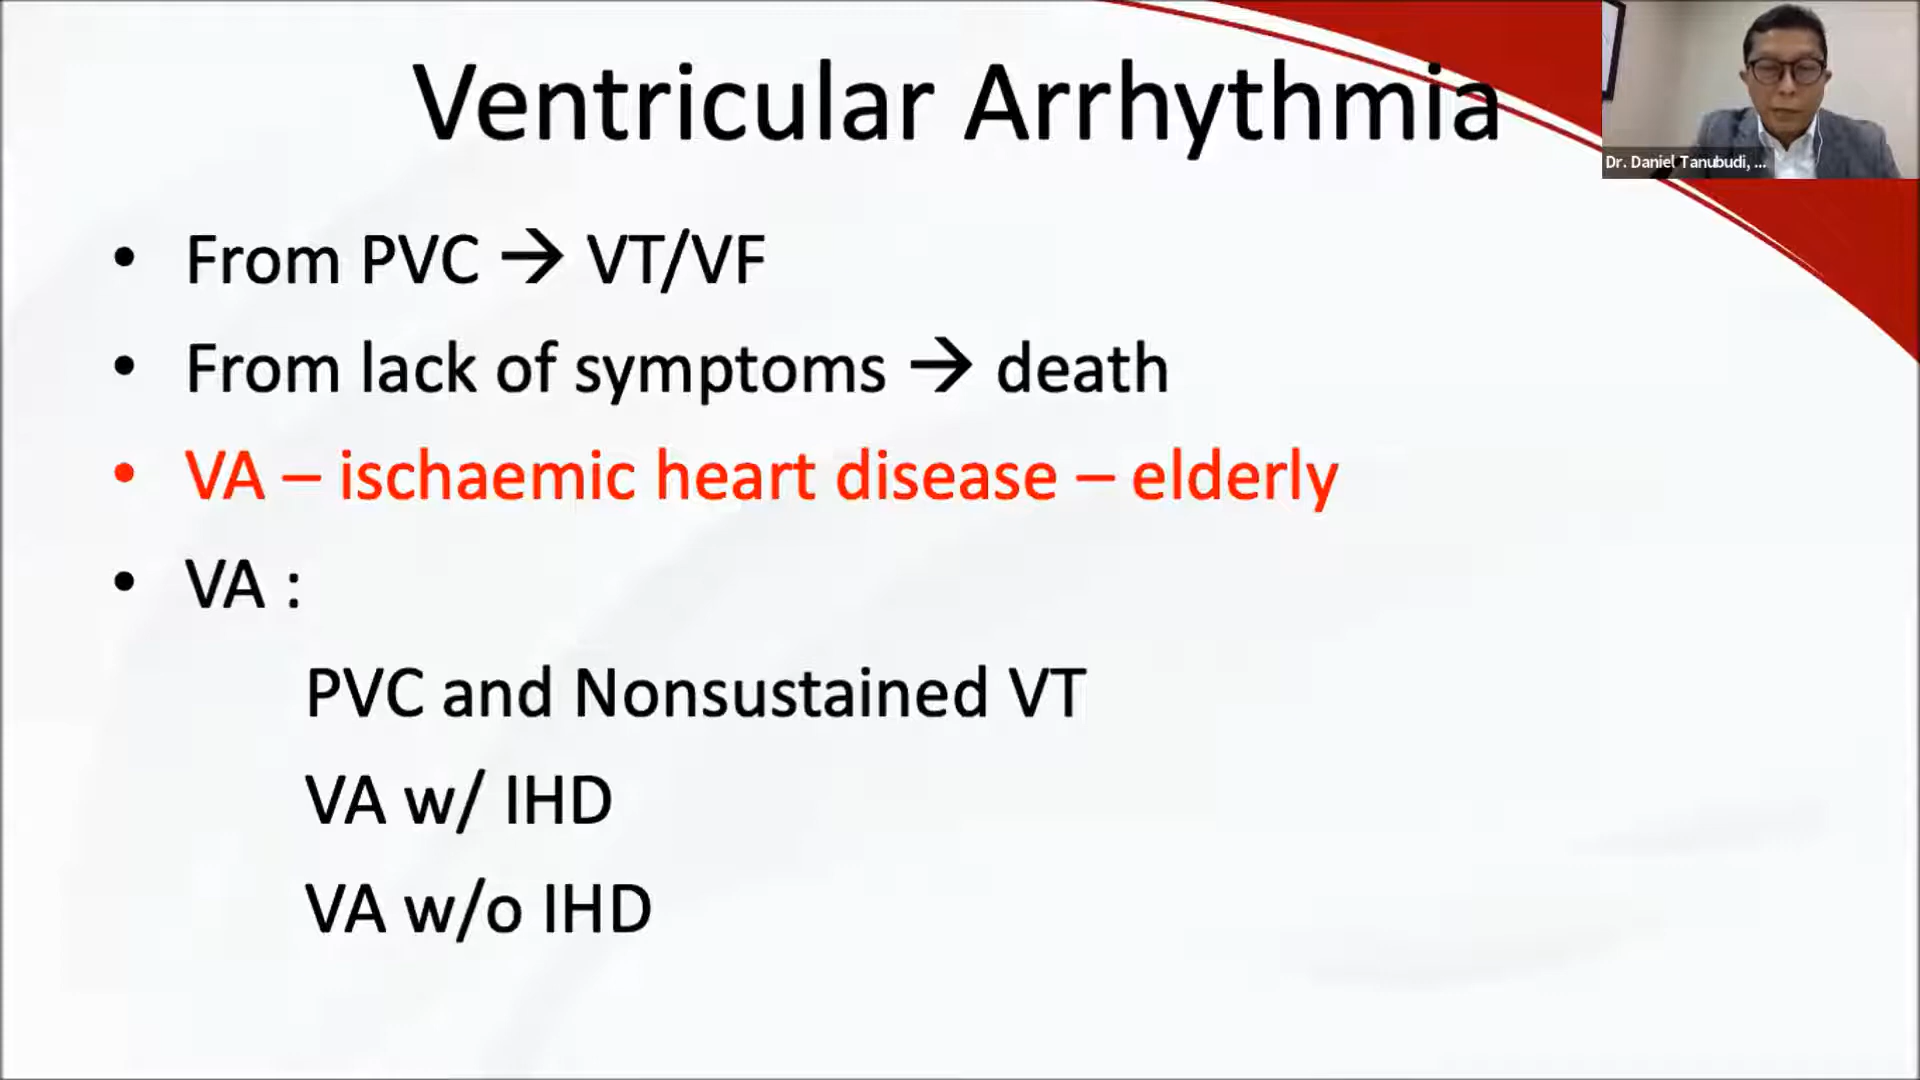 Ventricular Arrhythmia
Dr. Daniel Tanubudi, ...
• From PVC → VT/VF
• From lack of symptoms → death
• VA – ischaemic heart disease – elderly
• VA :
PVC and Nonsustained VT
VA w/ IHD
VA w/o IHD